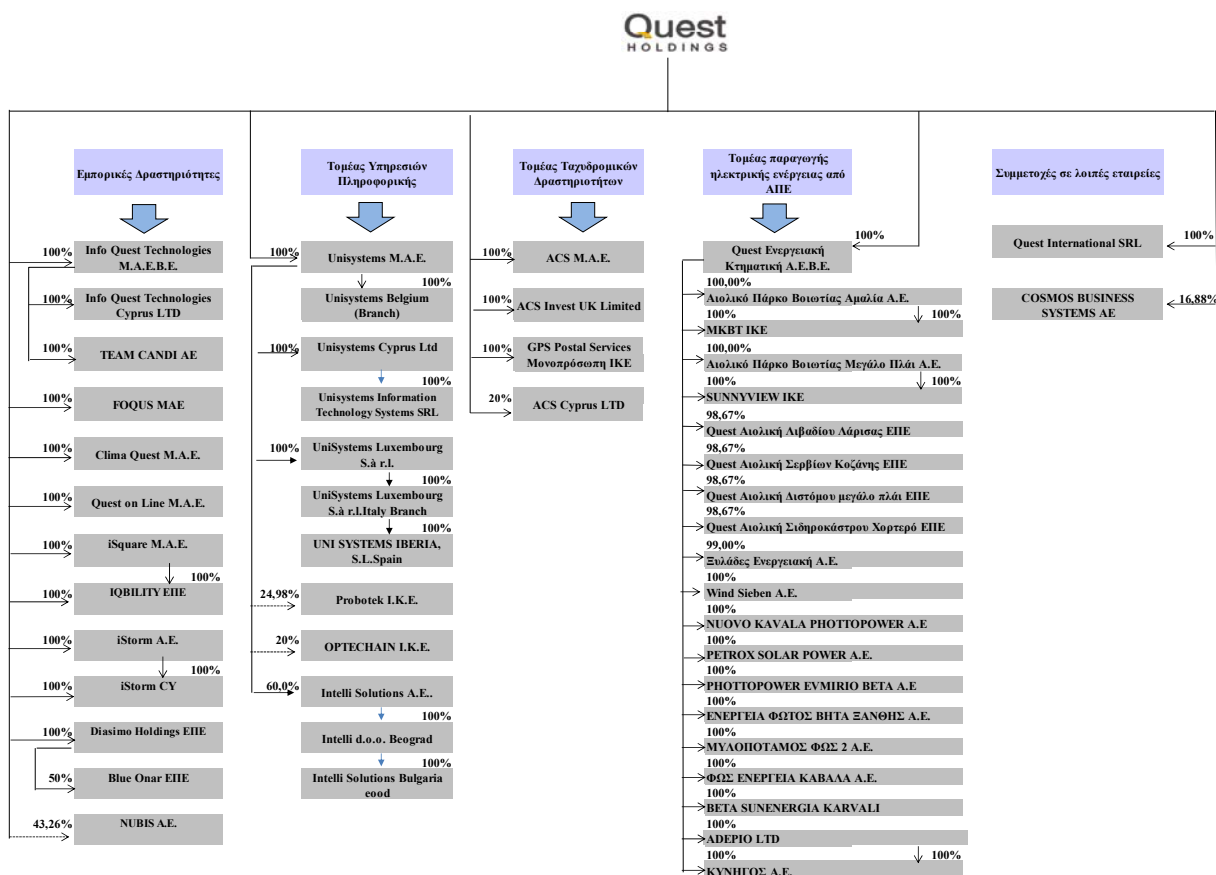 Quest
HOLDINGS
Εμπορικές Δραστηριότητες
100%
Info Quest Technologies
Μ.Α.Ε.Β.Ε.
100%
Info Quest Technologies
Cyprus LTD
100%
TEAM CANDI AE
100%
FOQUS MAE
100%
Clima Quest Μ.Α.Ε.
100%
Quest on Line Μ.Α.Ε.
100%
iSquare Μ.Α.Ε.
100%
100%
IQBILITY ΕΠΕ
100%
iStorm Α.Ε.
100%
100%
iStorm CY
100%
Diasimo Holdings ΕΠΕ
50%
Blue Onar ΕΠΕ
43,26%
NUBIS Α.Ε.
Τομέας Υπηρεσιών
Πληροφορικής
100%
Unisystems Μ.Α.Ε.
100%
Unisystems Belgium
(Branch)
100%
Unisystems Cyprus Ltd
100%
Unisystems Information
Technology Systems SRL
100%
UniSystems Luxembourg
S.à r.l.
100%
UniSystems Luxembourg
S.à r.l.Italy Branch
100%
UNI SYSTEMS IBERIA,
S.L.Spain
24,98%
Probotek Ι.Κ.Ε.
20%
OPTECHAIN Ι.Κ.Ε.
60,0%
Intelli Solutions Α.Ε..
100%
Intelli d.o.o. Beograd
100%
Intelli Solutions Bulgaria
eood
Τομέας Ταχυδρομικών
Δραστηριοτήτων
100%
ACS Μ.Α.Ε.
100%
ACS Invest UK Limited
100%
GPS Postal Services
Μονοπρόσωπη ΙΚΕ
20%
ACS Cyprus LTD
Τομέας παραγωγής
ηλεκτρικής ενέργειας από
ΑΠΕ
100%
Quest Ενεργειακή
Κτηματική Α.Ε.Β.Ε.
100,00%
Αιολικό Πάρκο Βοιωτίας Αμαλία Α.Ε.
100%
100%
MKBT ΙΚΕ
100,00%
Αιολικό Πάρκο Βοιωτίας Μεγάλο Πλάι Α.Ε.
100%
100%
SUNNYVIEW ΙΚΕ
98,67%
Quest Αιολική Λιβαδίου Λάρισας ΕΠΕ
98,67%
Quest Αιολική Σερβίων Κοζάνης ΕΠΕ
98,67%
Quest Αιολική Διστόμου μεγάλο πλάι ΕΠΕ
98,67%
Quest Αιολική Σιδηροκάστρου Χορτερό ΕΠΕ
99,00%
Ξυλάδες Ενεργειακή Α.Ε.
100%
Wind Sieben Α.Ε.
100%
NUOVO KAVALA PHOTTOPOWER Α.Ε
100%
PETROX SOLAR POWER Α.Ε.
100%
PHOTTOPOWER EVMIRIO BETA Α.Ε
100%
ΕΝΕΡΓΕΙΑ ΦΩΤΟΣ ΒΗΤΑ ΞΑΝΘΗΣ Α.Ε.
100%
ΜΥΛΟΠΟΤΑΜΟΣ ΦΩΣ 2 Α.Ε.
100%
ΦΩΣ ΕΝΕΡΓΕΙΑ ΚΑΒΑΛΑ Α.Ε.
100%
BETA SUNENERGIA KARVALI
100%
ADEPIO LTD
100%
100%
ΚΥΝΗΓΟΣ Α.Ε.
Συμμετοχές σε λοιπές εταιρείες
Quest International SRL
100%
COSMOS BUSINESS
SYSTEMS AE
16,88%